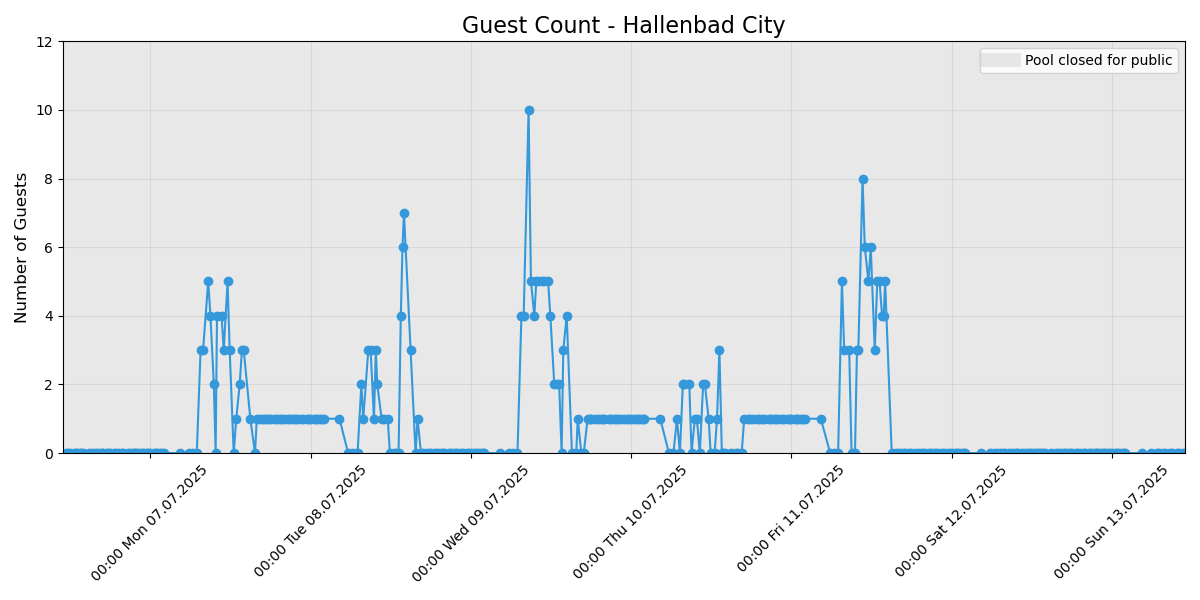 Guest Count - Hallenbad City
Pool closed for public
Number of Guests
12
10
8
6
4
2
0
00:00 Mon 07.07.2025
00:00 Tue 08.07.2025
00:00 Wed 09.07.2025
00:00 Thu 10.07.2025
00:00 Fri 11.07.2025
00:00 Sat 12.07.2025
00:00 Sun 13.07.2025